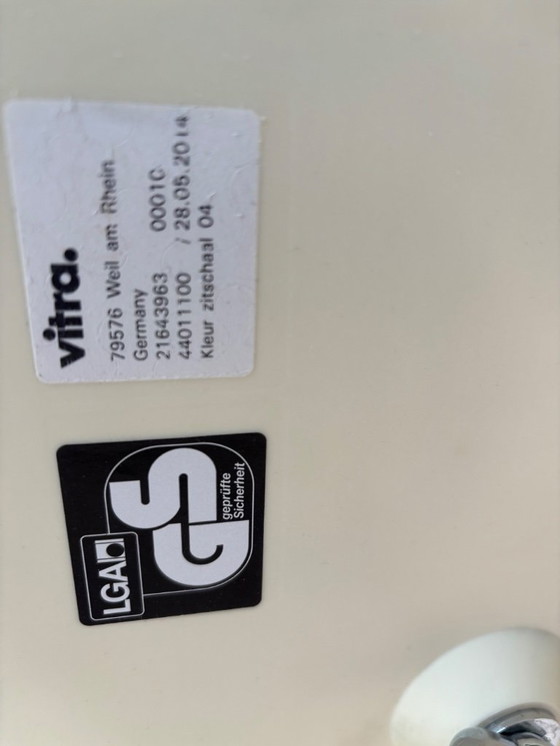 vitra.
79576 Weil am Rhein
Germany
21643963 0001C
44011100 / 28.05.2014
Kleur zitschaal 04
LGA
GS
geprüfte
Sicherheit